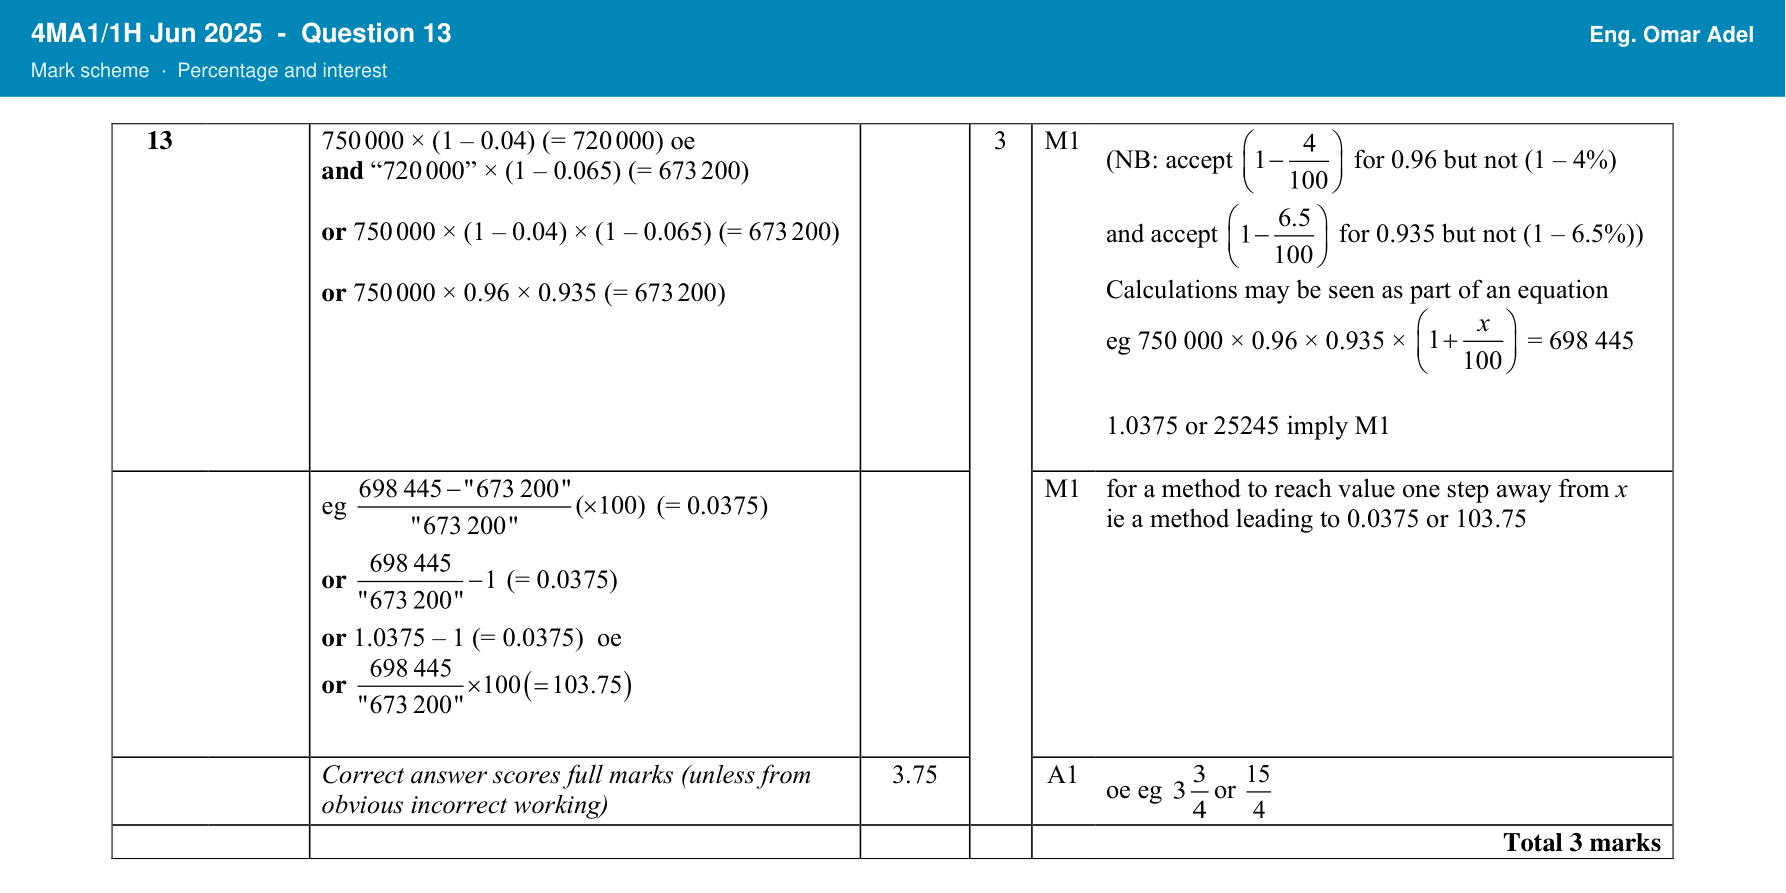 4MA1/1H Jun 2025 - Question 13
Eng. Omar Adel
Mark scheme · Percentage and interest
13
750 000 × (1 – 0.04) (= 720 000) oe
and “720 000” × (1 – 0.065) (= 673 200)
or 750 000 × (1 – 0.04) × (1 – 0.065) (= 673 200)
or 750 000 × 0.96 × 0.935 (= 673 200)
3
M1
(NB: accept (1 – 4/100) for 0.96 but not (1 – 4%)
and accept (1 – 6.5/100) for 0.935 but not (1 – 6.5%))
Calculations may be seen as part of an equation
eg 750 000 × 0.96 × 0.935 × (1 + x/100) = 698 445
1.0375 or 25245 imply M1
eg (698 445 – "673 200")/"673 200" (×100) (= 0.0375)
or 698 445/"673 200" – 1 (= 0.0375)
or 1.0375 – 1 (= 0.0375) oe
or 698 445/"673 200" × 100 (= 103.75)
M1
for a method to reach value one step away from x
ie a method leading to 0.0375 or 103.75
Correct answer scores full marks (unless from
obvious incorrect working)
3.75
A1
oe eg 3 3/4 or 15/4
Total 3 marks